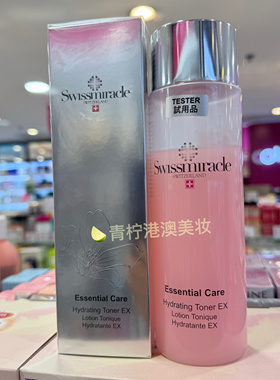 Swissmiracle
SWITZERLAND
Essential Care
Hydrating Toner EX
Lotion Tonique
Hydratante EX
TESTER
試用品
Swissmiracle
SWITZERLAND
Essential Care
Hydrating Toner EX
Lotion Tonique
Hydratante EX
青柠港澳美妆